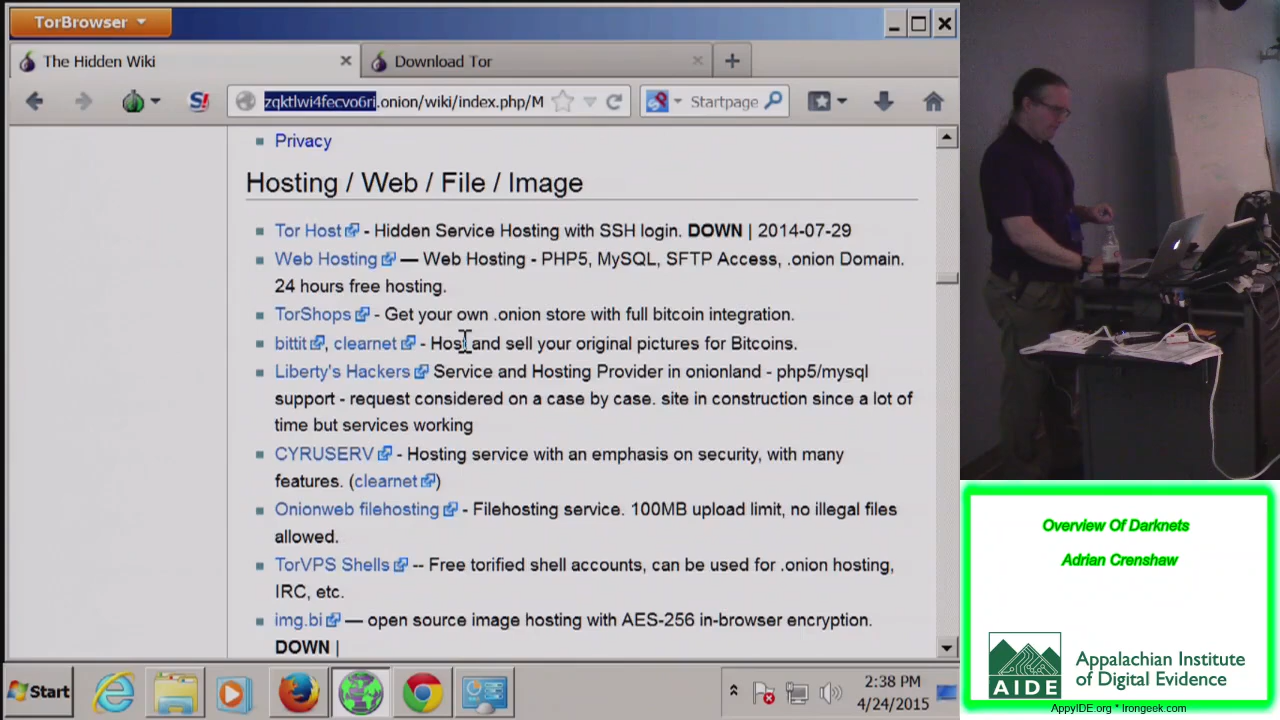 TorBrowser
The Hidden Wiki
Download Tor
S!
zqktlwi4fecvo6ri.onion/wiki/index.php/M
Startpage
Privacy
Hosting / Web / File / Image
Tor Host - Hidden Service Hosting with SSH login. DOWN | 2014-07-29
Web Hosting — Web Hosting - PHP5, MySQL, SFTP Access, .onion Domain.
24 hours free hosting.
TorShops - Get your own .onion store with full bitcoin integration.
bittit, clearnet - Host and sell your original pictures for Bitcoins.
Liberty's Hackers Service and Hosting Provider in onionland - php5/mysql
support - request considered on a case by case. site in construction since a lot of
time but services working
CYRUSERV - Hosting service with an emphasis on security, with many
features. (clearnet)
Onionweb filehosting - Filehosting service. 100MB upload limit, no illegal files
allowed.
TorVPS Shells -- Free torified shell accounts, can be used for .onion hosting,
IRC, etc.
img.bi — open source image hosting with AES-256 in-browser encryption.
DOWN |
Start
2:38 PM
4/24/2015
Overview Of Darknets
Adrian Crenshaw
AIDE
Appalachian Institute
of Digital Evidence
AppyIDE.org * Irongeek.com